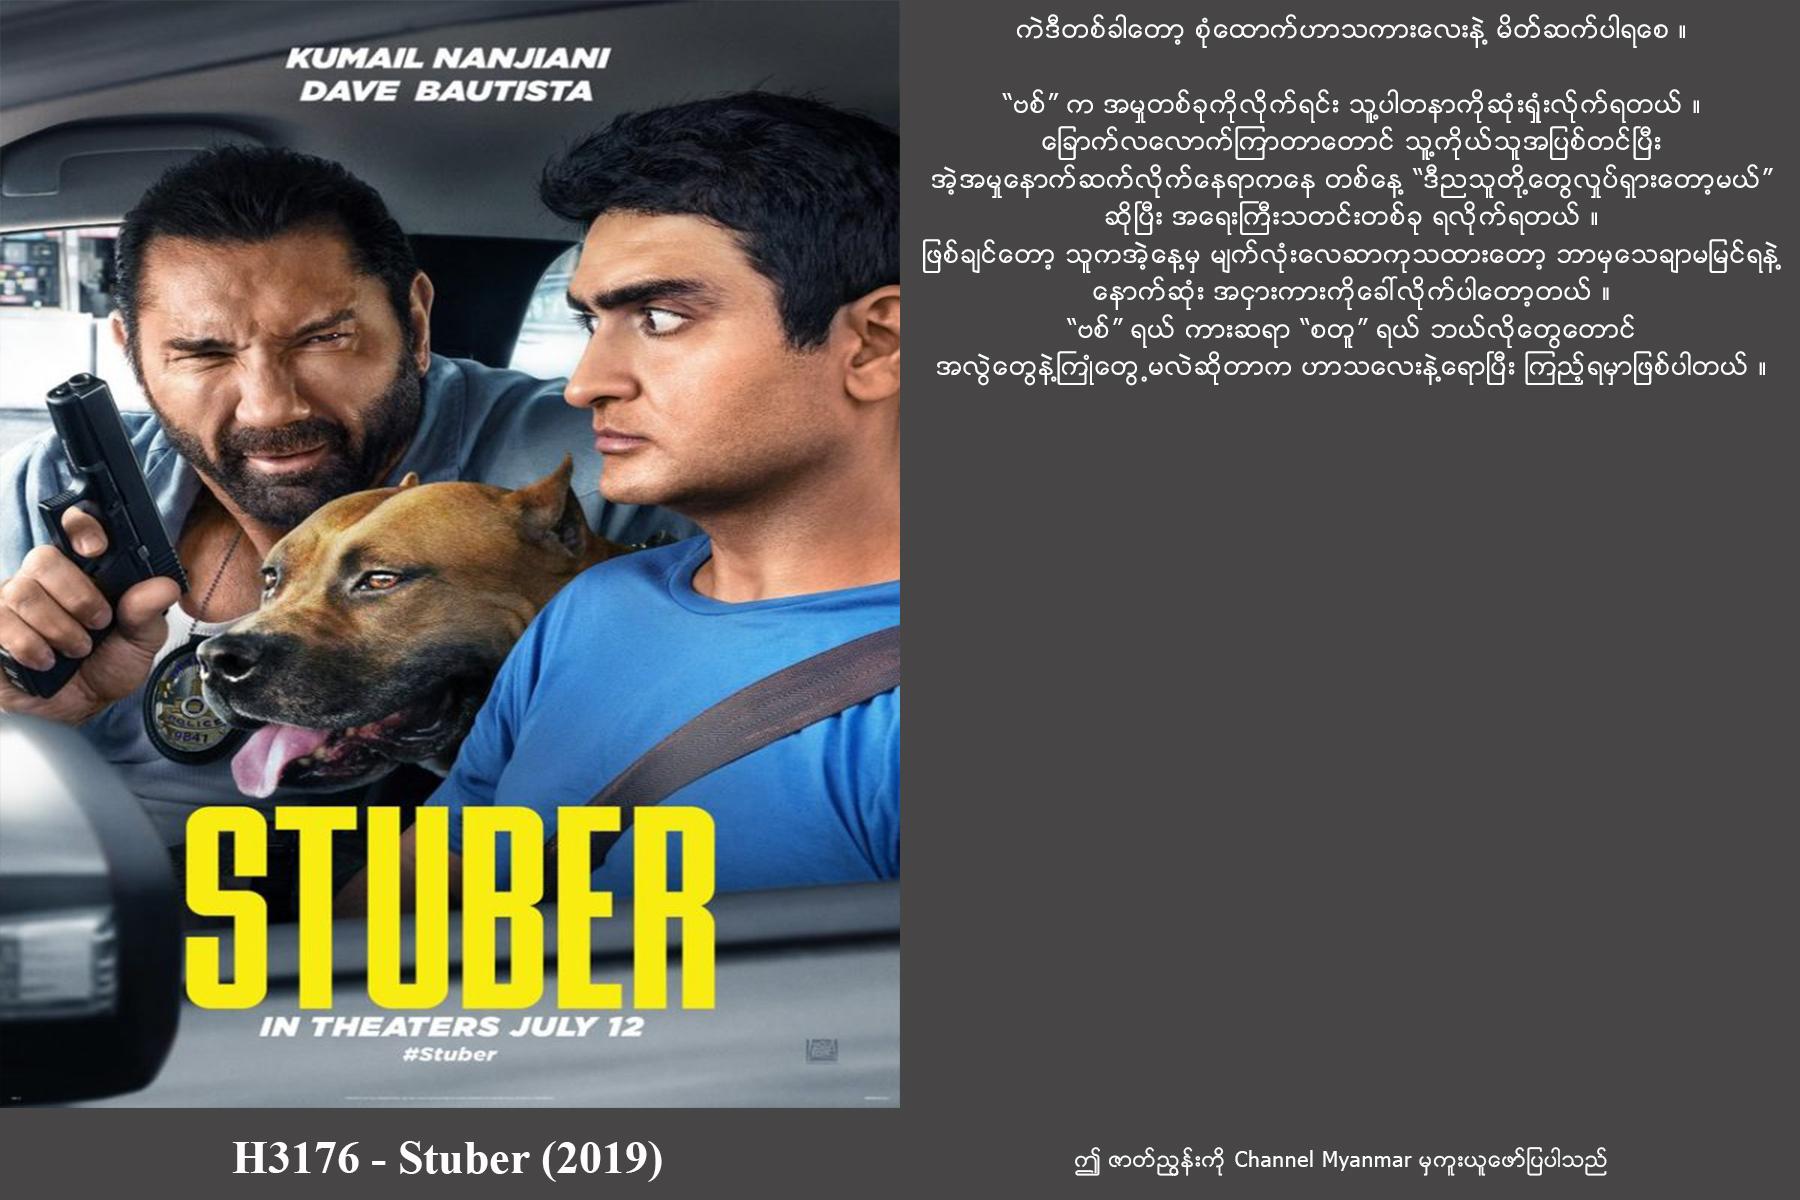 KUMAIL NANJIANI
DAVE BAUTISTA
POLICE
9841
STUBER
IN THEATERS JULY 12
#Stuber
H3176 - Stuber (2019)
ကဲဒီတစ်ခါတော့ စုံထောက်ဟာသကားလေးနဲ့ မိတ်ဆက်ပါရစေ ။
“ဗစ်” က အမှုတစ်ခုကိုလိုက်ရင်း သူ့ပါတနာကိုဆုံးရှုံးလိုက်ရတယ် ။
ခြောက်လလောက်ကြာတာတောင် သူ့ကိုယ်သူအပြစ်တင်ပြီး
အဲ့အမှုနောက်ဆက်လိုက်နေရာကနေ တစ်နေ့ “ဒီညသူတို့တွေလှုပ်ရှားတော့မယ်”
ဆိုပြီး အရေးကြီးသတင်းတစ်ခု ရလိုက်ရတယ် ။
ဖြစ်ချင်တော့ သူကအဲ့နေ့မှ မျက်လုံးလေဆာကုသထားတော့ ဘာမှသေချာမမြင်ရနဲ့
နောက်ဆုံး အငှားကားကိုခေါ်လိုက်ပါတော့တယ် ။
“ဗစ်” ရယ် ကားဆရာ “စတူ” ရယ် ဘယ်လိုတွေတောင်
အလွဲတွေနဲ့ကြုံတွေ့မလဲဆိုတာက ဟာသလေးနဲ့ရောပြီး ကြည့်ရမှာဖြစ်ပါတယ် ။
ဤ ဇာတ်ညွှန်းကို Channel Myanmar မှကူးယူဖော်ပြပါသည်